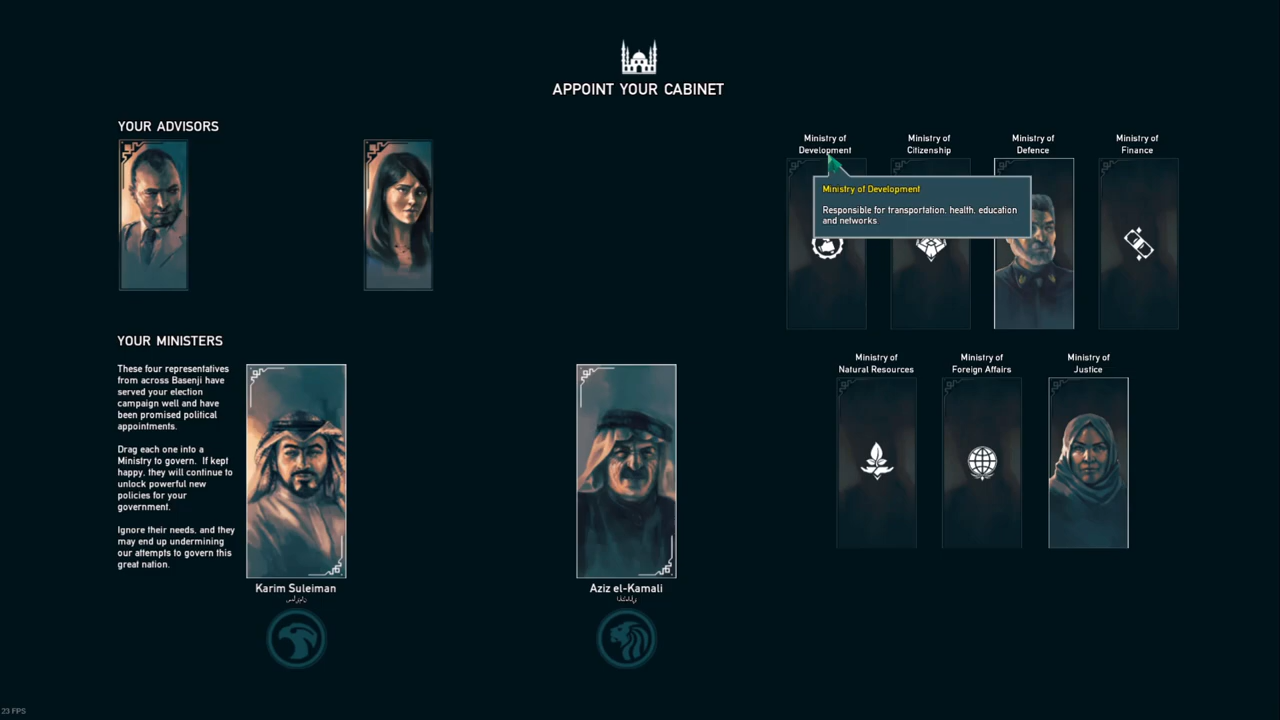 APPOINT YOUR CABINET
YOUR ADVISORS
Ministry of
Development
Ministry of
Citizenship
Ministry of
Defence
Ministry of
Finance
Ministry of Development
Responsible for transportation, health, education
and networks.
YOUR MINISTERS
These four representatives
from across Basenji have
served your election
campaign well and have
been promised political
appointments.
Drag each one into a
Ministry to govern. If kept
happy, they will continue to
unlock powerful new
policies for your
government.
Ignore their needs, and they
may end up undermining
our attempts to govern this
great nation.
Ministry of
Natural Resources
Ministry of
Foreign Affairs
Ministry of
Justice
Karim Suleiman
Aziz el-Kamali
23 FPS